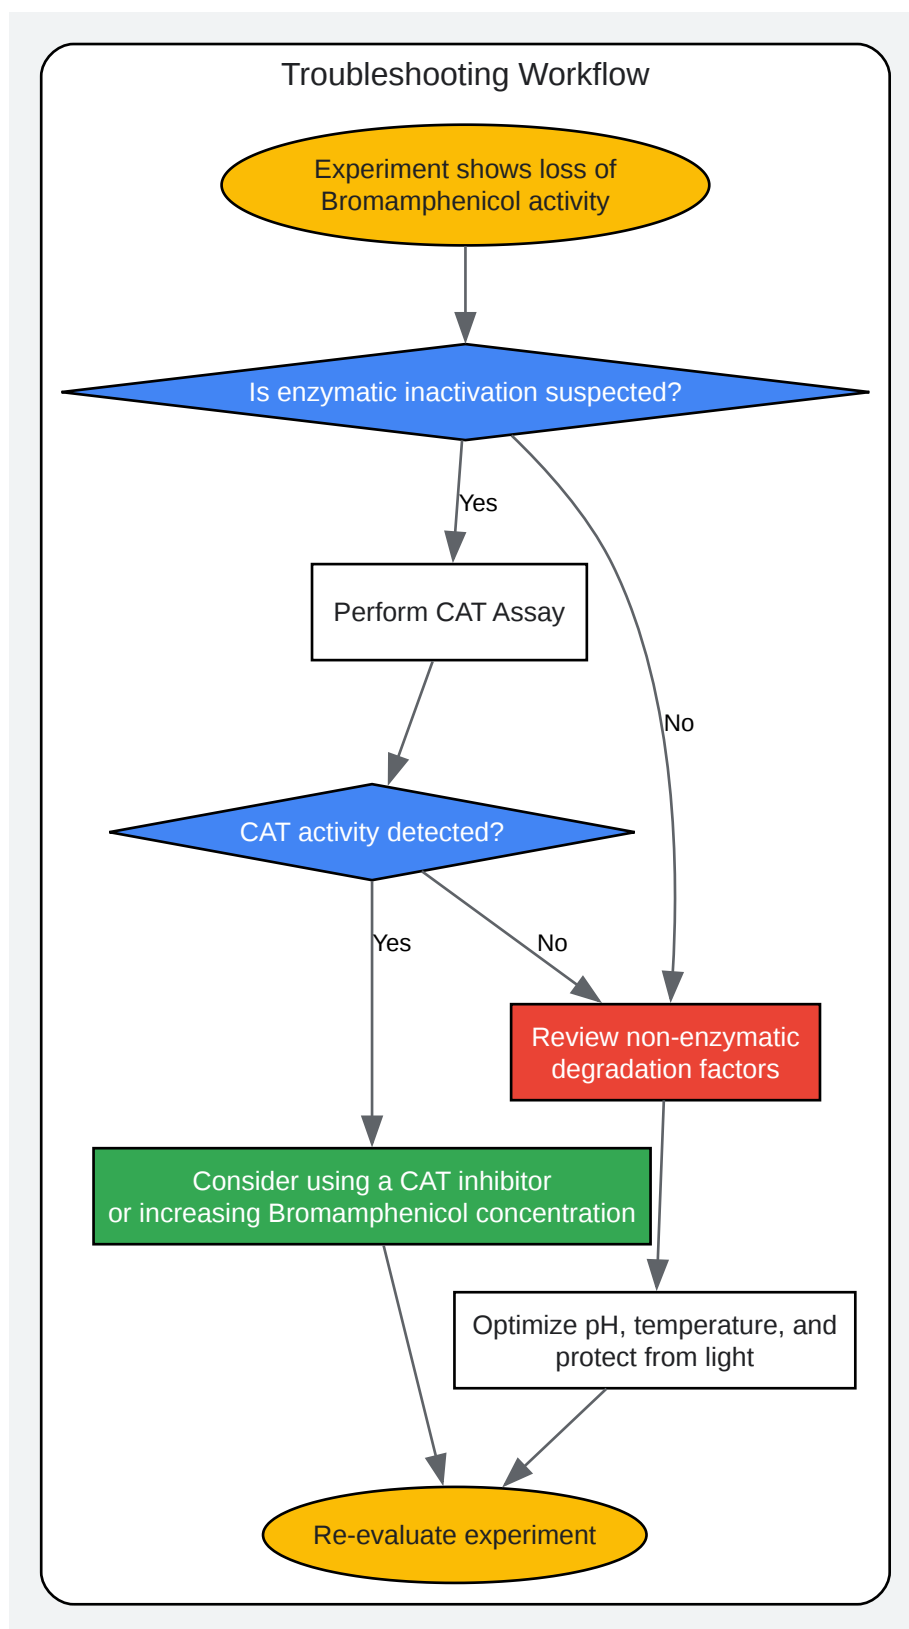 Troubleshooting Workflow
Experiment shows loss of
Bromamphenicol activity
Is enzymatic inactivation suspected?
Yes
Perform CAT Assay
No
CAT activity detected?
Yes
No
Review non-enzymatic
degradation factors
Consider using a CAT inhibitor
or increasing Bromamphenicol concentration
Optimize pH, temperature, and
protect from light
Re-evaluate experiment